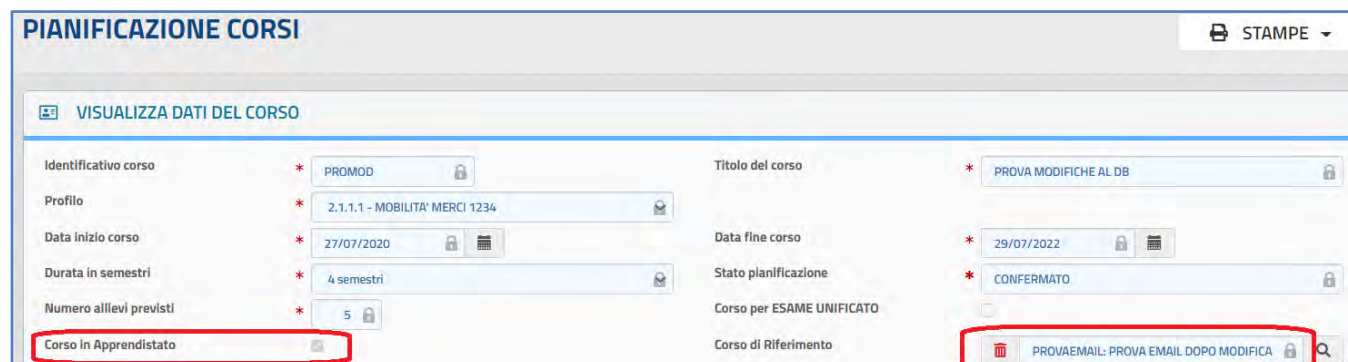 PIANIFICAZIONE CORSI
STAMPE
VISUALIZZA DATI DEL CORSO
Identificativo corso * PROMOD Titolo del corso * PROVA MODIFICHE AL DB
Profilo * 2.1.1.1 - MOBILITA' MERCI 1234
Data inizio corso * 27/07/2020 Data fine corso * 29/07/2022
Durata in semestri * 4 semestri Stato pianificazione * CONFERMATO
Numero allievi previsti * 5 Corso per ESAME UNIFICATO
Corso in Apprendistato Corso di Riferimento PROVAEMAIL: PROVA EMAIL DOPO MODIFICA